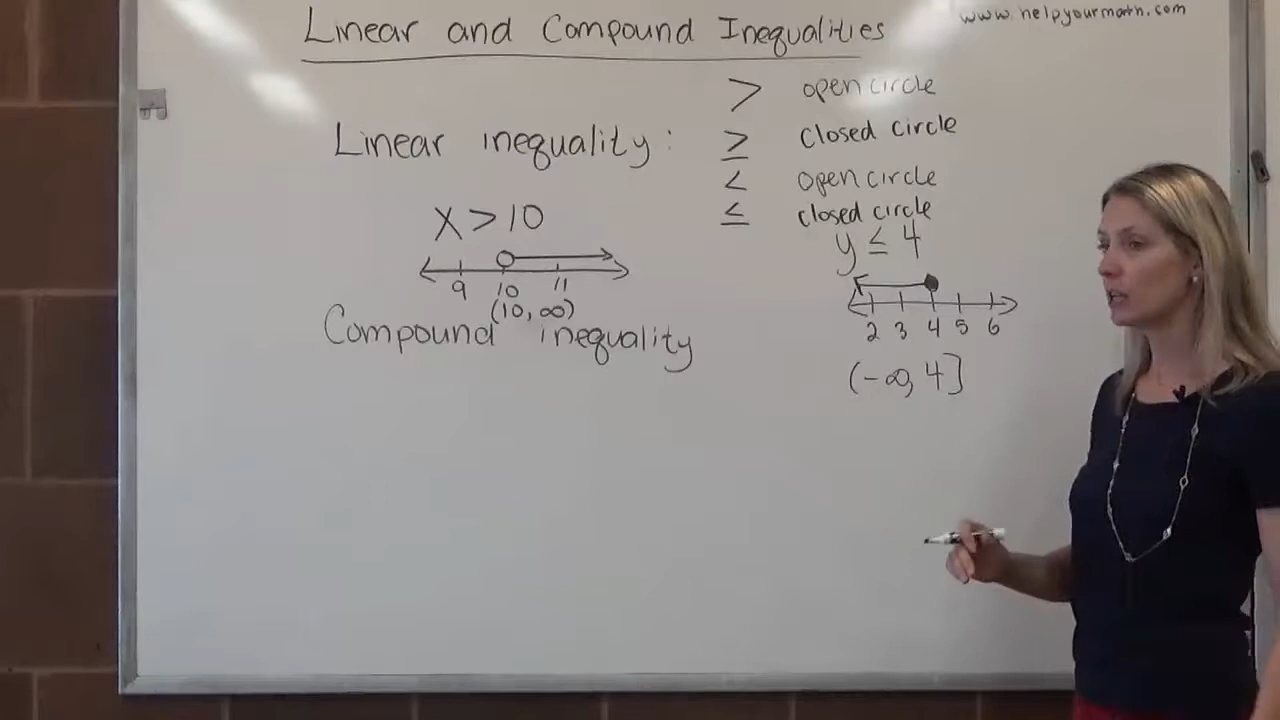 Linear and Compound Inequalities
www.helpyourmath.com
> open circle
Linear inequality: ≥ closed circle
< open circle
≤ closed circle
x > 10
y ≤ 4
9 10 11
2 3 4 5 6
(10, ∞)
Compound inequality
(-∞, 4]